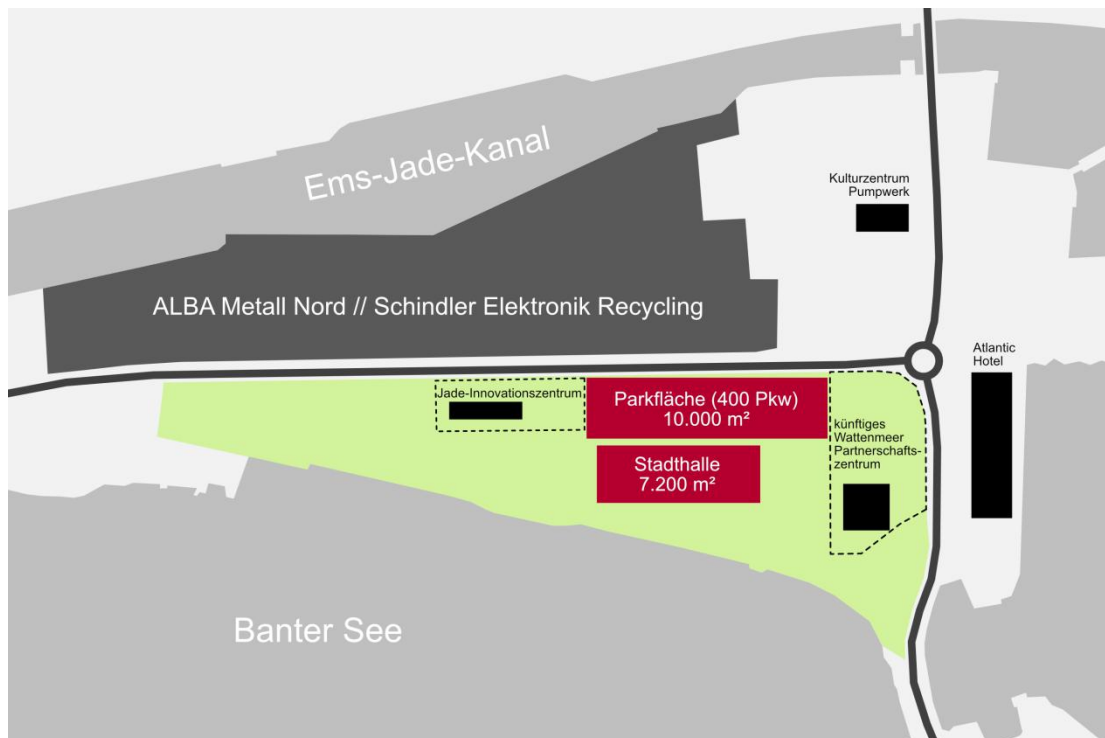 Ems-Jade-Kanal
Kulturzentrum
Pumpwerk
ALBA Metall Nord // Schindler Elektronik Recycling
Atlantic
Hotel
Jade-Innovationszentrum
Parkfläche (400 Pkw)
10.000 m²
künftiges
Wattenmeer
Partnerschafts-
zentrum
Stadthalle
7.200 m²
Banter See